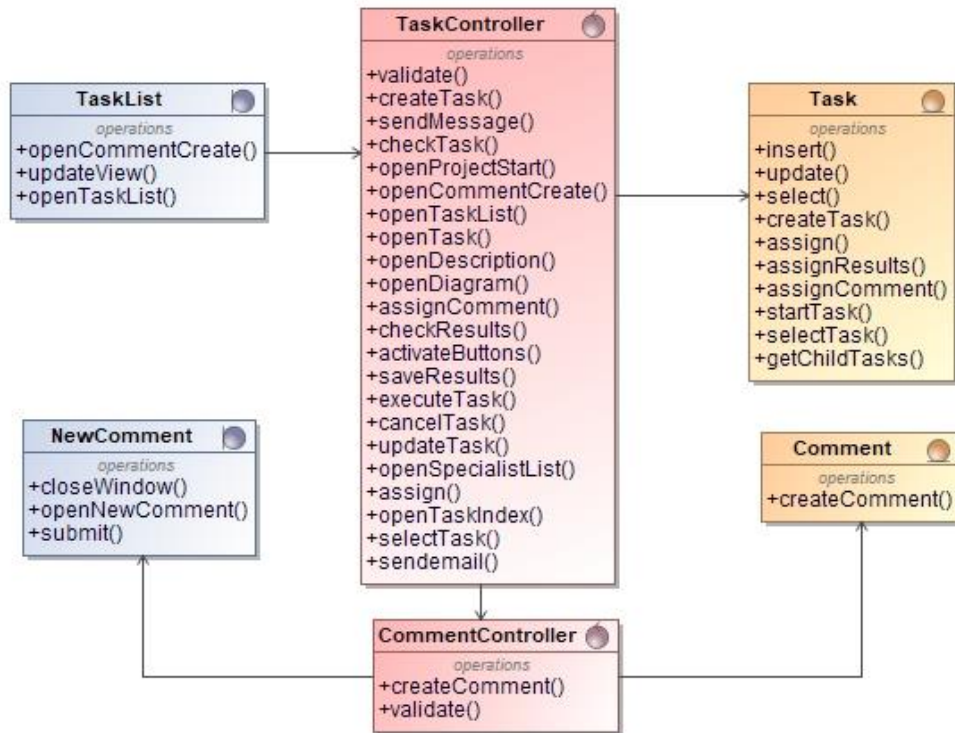 TaskController
operations
+validate()
+createTask()
+sendMessage()
+checkTask()
+openProjectStart()
+openCommentCreate()
+openTaskList()
+openTask()
+openDescription()
+openDiagram()
+assignComment()
+checkResults()
+activateButtons()
+saveResults()
+executeTask()
+cancelTask()
+updateTask()
+openSpecialistList()
+assign()
+openTaskIndex()
+selectTask()
+sendemail()
TaskList
operations
+openCommentCreate()
+updateView()
+openTaskList()
Task
operations
+insert()
+update()
+select()
+createTask()
+assign()
+assignResults()
+assignComment()
+startTask()
+selectTask()
+getChildTasks()
NewComment
operations
+closeWindow()
+openNewComment()
+submit()
Comment
operations
+createComment()
CommentController
operations
+createComment()
+validate()